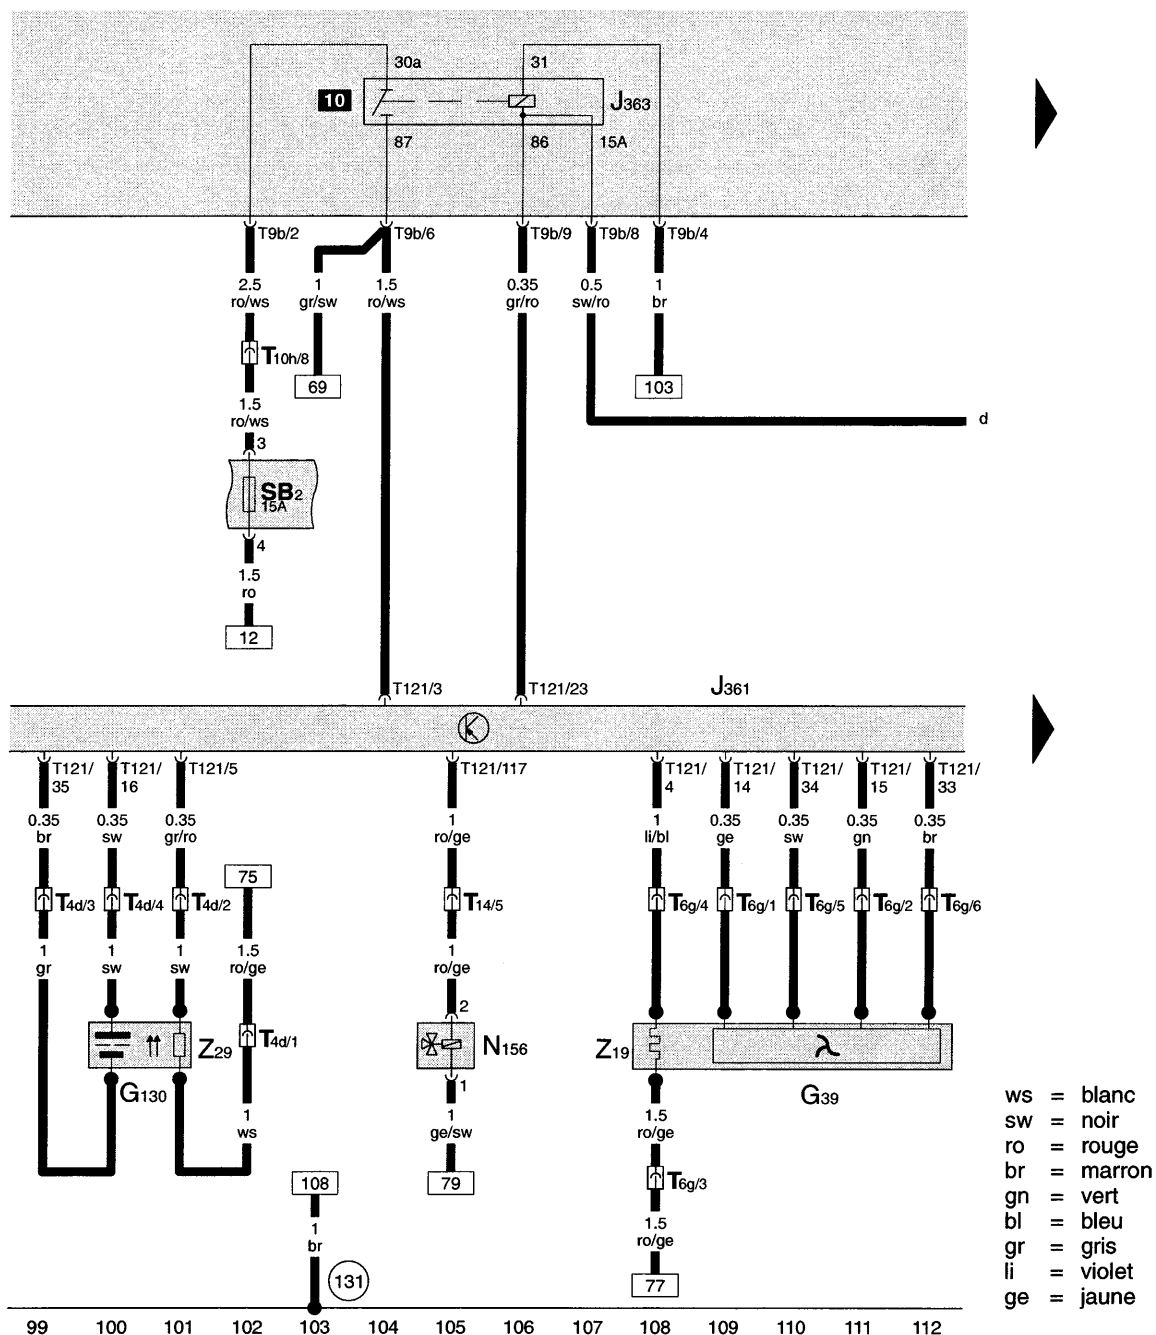 30a 31
10 J363
87 86 15A
T9b/2 T9b/6 T9b/9 T9b/8 T9b/4
2.5 1 1.5 0.35 0.5 1
ro/ws gr/sw ro/ws gr/ro sw/ro br
T10h/8
69 103
1.5
ro/ws
d
3
SB2
15A
4
1.5
ro
12
T121/3 T121/23 J361
T121/ T121/ T121/5 T121/117 T121/ T121/ T121/ T121/ T121/
35 16 4 14 34 15 33
0.35 0.35 0.35 1 1 0.35 0.35 0.35 0.35
br sw gr/ro ro/ge li/bl ge sw gn br
75
T4d/3 T4d/4 T4d/2 T14/5 T6g/4 T6g/1 T6g/5 T6g/2 T6g/6
1 1 1 1.5 1
gr sw sw ro/ge ro/ge
2
T4d/1
Z29 N156 Z19 λ
1
G130 G39
1 1 1.5
ws ge/sw ro/ge
108 79 T6g/3
1 1.5
br ro/ge
131 77
99 100 101 102 103 104 105 106 107 108 109 110 111 112
ws = blanc
sw = noir
ro = rouge
br = marron
gn = vert
bl = bleu
gr = gris
li = violet
ge = jaune